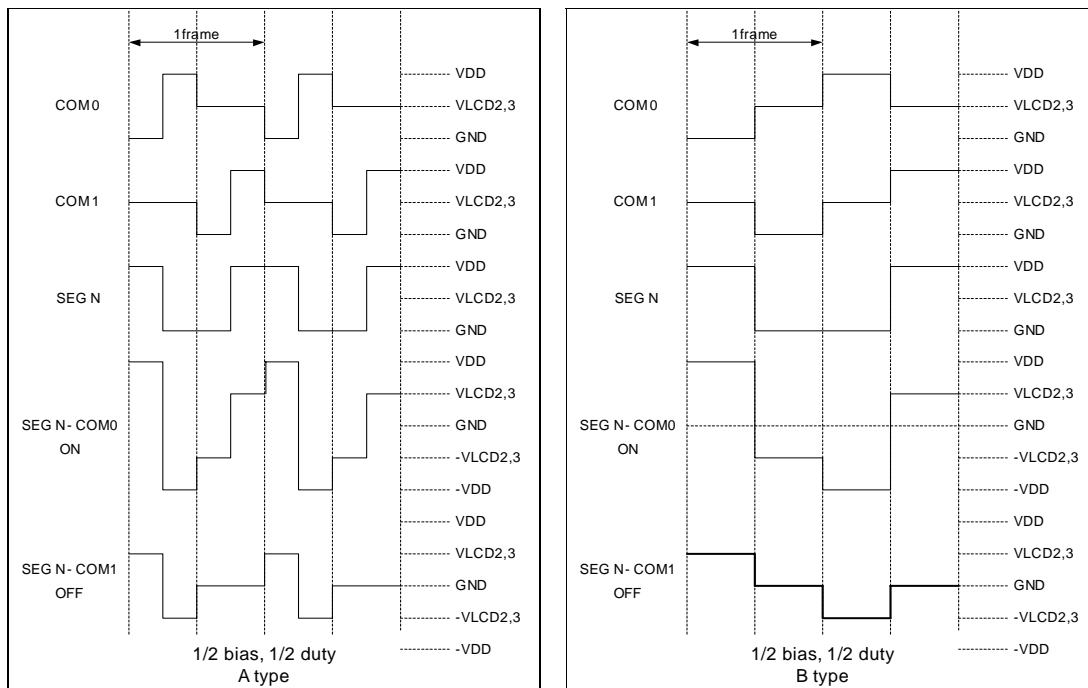 1frame
VDD
COM0
VLCD2,3
GND
VDD
COM1
VLCD2,3
GND
VDD
SEG N
VLCD2,3
GND
VDD
VLCD2,3
SEG N- COM0
ON
GND
-VLCD2,3
-VDD
VDD
VLCD2,3
SEG N- COM1
OFF
GND
-VLCD2,3
-VDD
1/2 bias, 1/2 duty
A type
1frame
VDD
COM0
VLCD2,3
GND
VDD
COM1
VLCD2,3
GND
VDD
SEG N
VLCD2,3
GND
VDD
VLCD2,3
SEG N- COM0
ON
GND
-VLCD2,3
-VDD
VDD
VLCD2,3
SEG N- COM1
OFF
GND
-VLCD2,3
-VDD
1/2 bias, 1/2 duty
B type